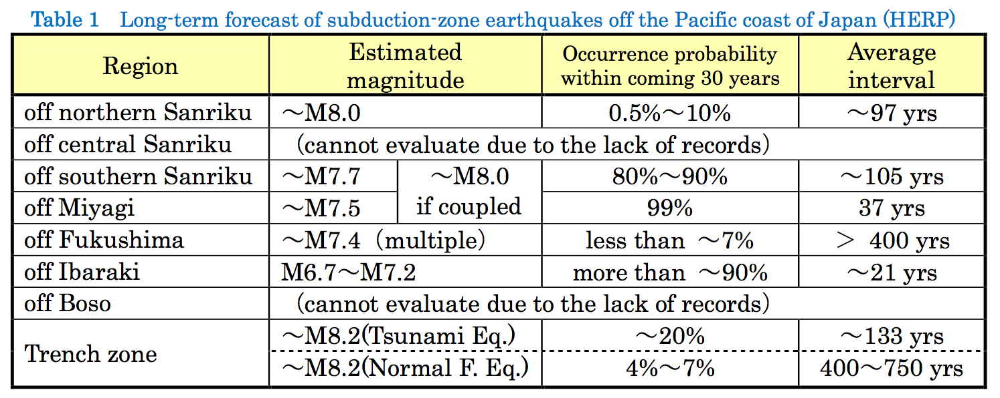 Table 1 Long-term forecast of subduction-zone earthquakes off the Pacific coast of Japan (HERP)
Region
Estimated magnitude
Occurrence probability within coming 30 years
Average interval
off northern Sanriku ～M8.0 0.5%～10% ～97 yrs
off central Sanriku (cannot evaluate due to the lack of records)
off southern Sanriku ～M7.7 ～M8.0 80%～90% ～105 yrs
off Miyagi ～M7.5 if coupled 99% 37 yrs
off Fukushima ～M7.4 (multiple) less than ～7% ＞ 400 yrs
off Ibaraki M6.7～M7.2 more than ～90% ～21 yrs
off Boso (cannot evaluate due to the lack of records)
Trench zone
～M8.2(Tsunami Eq.) ～20% ～133 yrs
～M8.2(Normal F. Eq.) 4%～7% 400～750 yrs